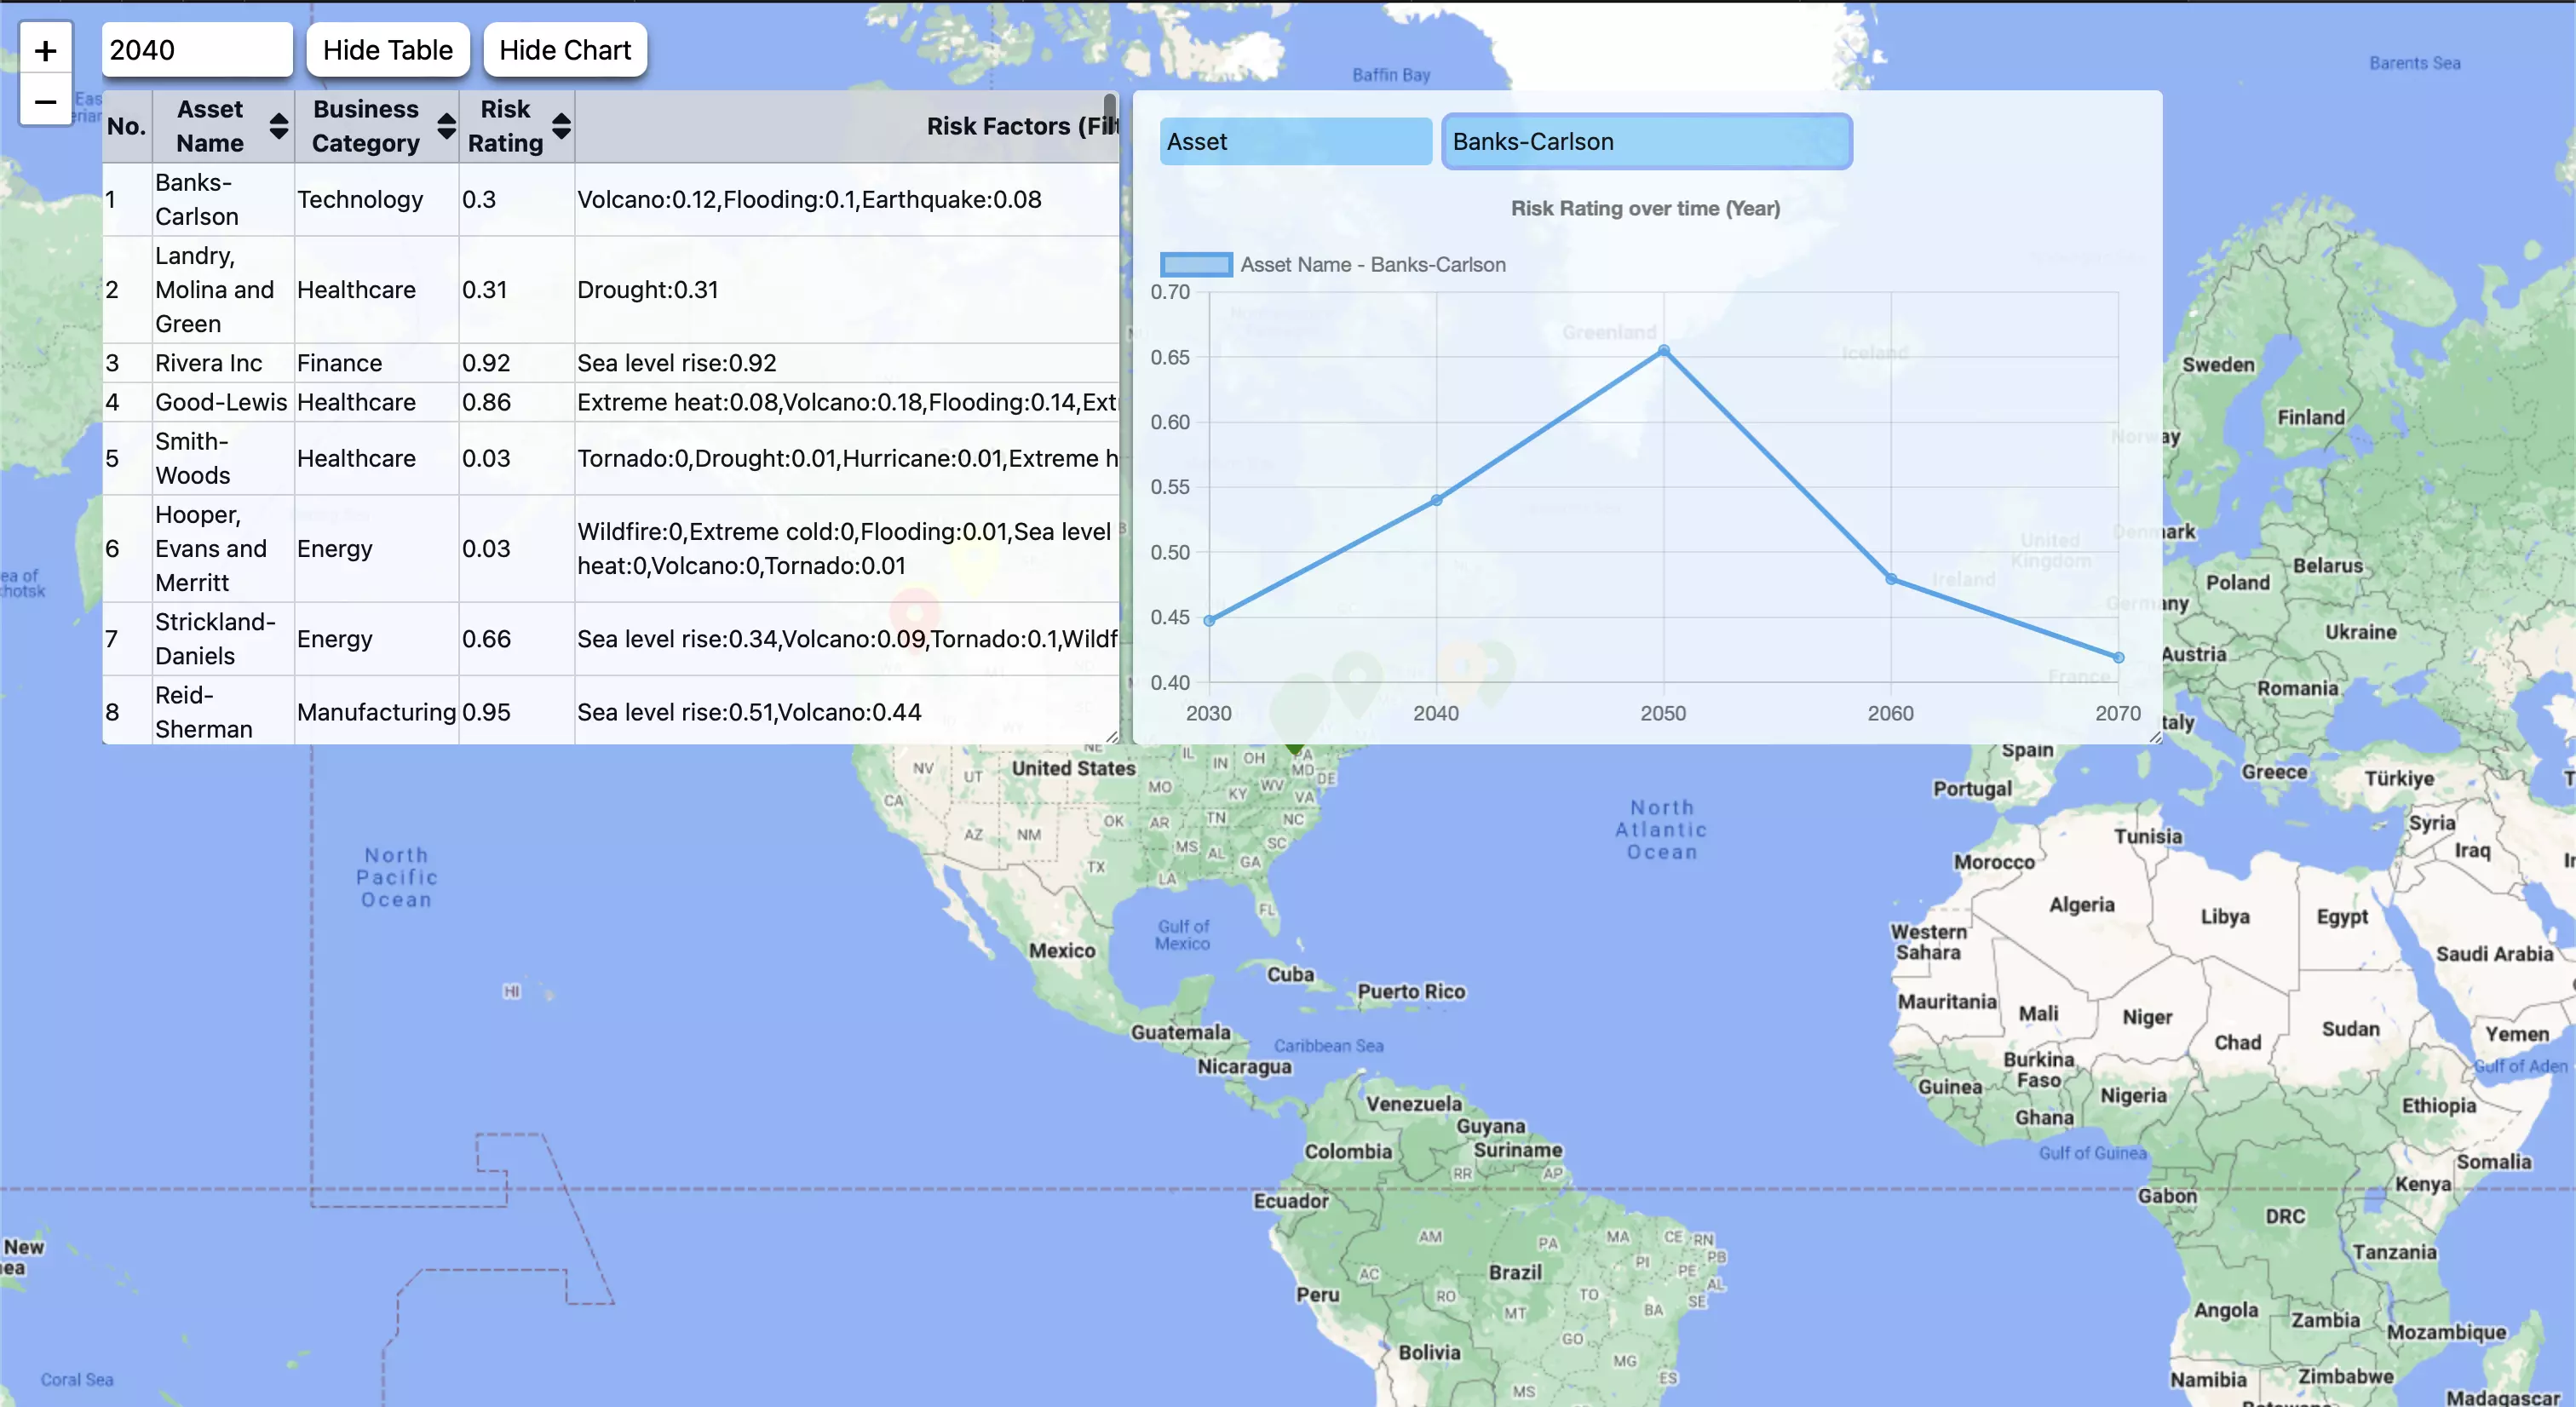 +
−
2040
Hide Table
Hide Chart
No.
Asset
Name
Business
Category
Risk
Rating
Risk Factors (Filt
1
Banks-
Carlson
Technology
0.3
Volcano:0.12,Flooding:0.1,Earthquake:0.08
2
Landry,
Molina and
Green
Healthcare
0.31
Drought:0.31
3
Rivera Inc
Finance
0.92
Sea level rise:0.92
4
Good-Lewis
Healthcare
0.86
Extreme heat:0.08,Volcano:0.18,Flooding:0.14,Ext
5
Smith-
Woods
Healthcare
0.03
Tornado:0,Drought:0.01,Hurricane:0.01,Extreme h
6
Hooper,
Evans and
Merritt
Energy
0.03
Wildfire:0,Extreme cold:0,Flooding:0.01,Sea level
heat:0,Volcano:0,Tornado:0.01
7
Strickland-
Daniels
Energy
0.66
Sea level rise:0.34,Volcano:0.09,Tornado:0.1,Wildf
8
Reid-
Sherman
Manufacturing
0.95
Sea level rise:0.51,Volcano:0.44
Asset
Banks-Carlson
Risk Rating over time (Year)
Asset Name - Banks-Carlson
0.70
0.65
0.60
0.55
0.50
0.45
0.40
2030
2040
2050
2060
2070
Baffin Bay
Barents Sea
Greenland
Iceland
Sweden
Finland
Norway
United
Kingdom
Denmark
Ireland
Belarus
Poland
Germany
Ukraine
Austria
France
Romania
Italy
Spain
Portugal
Greece
Türkiye
Syria
Iraq
Tunisia
Morocco
Algeria
Libya
Egypt
Western
Sahara
Saudi Arabia
Mauritania
Mali
Niger
Chad
Sudan
Yemen
Gulf of Aden
Burkina
Faso
Guinea
Nigeria
Ghana
Ethiopia
Gulf of Guinea
Somalia
Kenya
Gabon
DRC
Tanzania
Angola
Zambia
Mozambique
Namibia
Zimbabwe
Madagascar
North
Atlantic
Ocean
North
Pacific
Ocean
United States
NE
IL
IN
OH
PA
MD
DE
NV
UT
MO
KY
WV
VA
CA
AZ
NM
OK
AR
TN
NC
MS
AL
GA
SC
TX
LA
FL
HI
Gulf of
Mexico
Mexico
Cuba
Puerto Rico
Guatemala
Caribbean Sea
Nicaragua
Venezuela
Guyana
Colombia
Suriname
RR
AP
Ecuador
AM
PA
MA
CE
RN
PB
PI
PE
AC
Brazil
AL
SE
Peru
RO
TO
BA
MT
GO
Bolivia
MG
ES
MS
New
ea
Coral Sea
ea of
khotsk